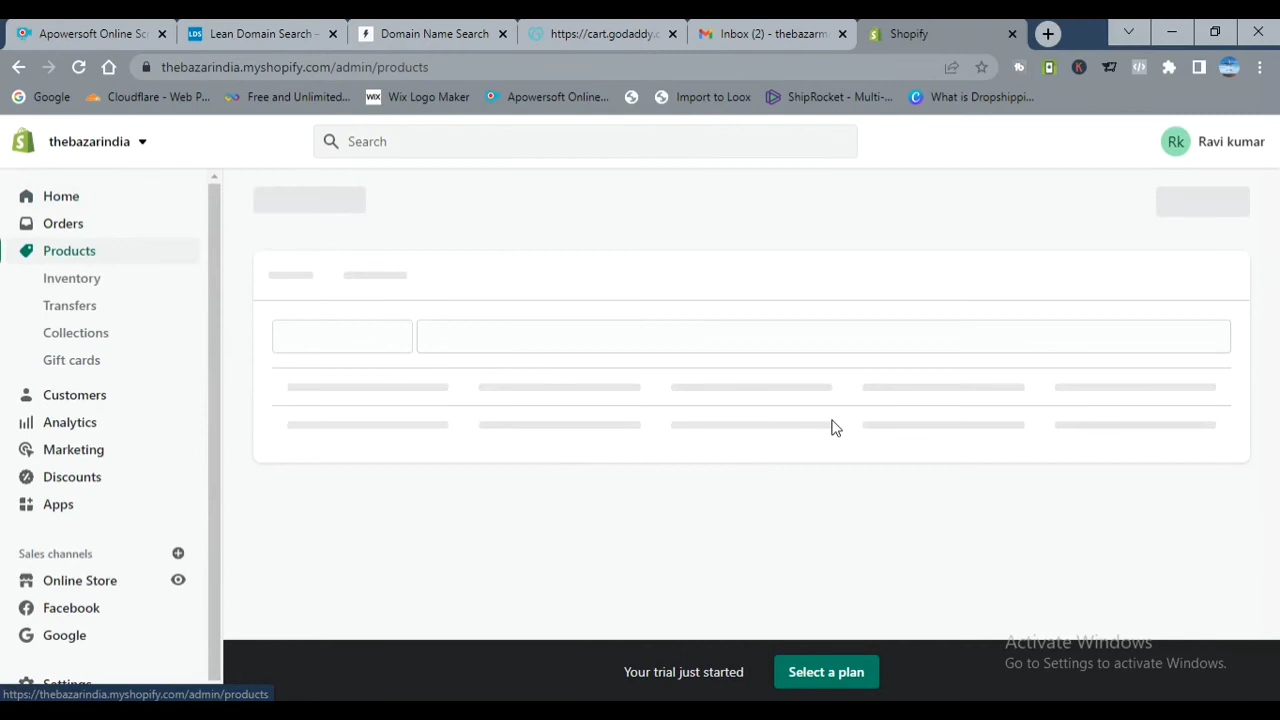 Apowersoft Online Sc
Lean Domain Search -
Domain Name Search
https://cart.godaddy.c
Inbox (2) - thebazarm
Shopify
thebazarindia.myshopify.com/admin/products
Google
Cloudflare - Web P...
Free and Unlimited...
WIX Wix Logo Maker
Apowersoft Online...
Import to Loox
ShipRocket - Multi-...
What is Dropshippi...
thebazarindia
Search
Rk Ravi kumar
Home
Orders
Products
Inventory
Transfers
Collections
Gift cards
Customers
Analytics
Marketing
Discounts
Apps
Sales channels
Online Store
Facebook
Google
Settings
https://thebazarindia.myshopify.com/admin/products
Your trial just started
Select a plan
Activate Windows
Go to Settings to activate Windows.